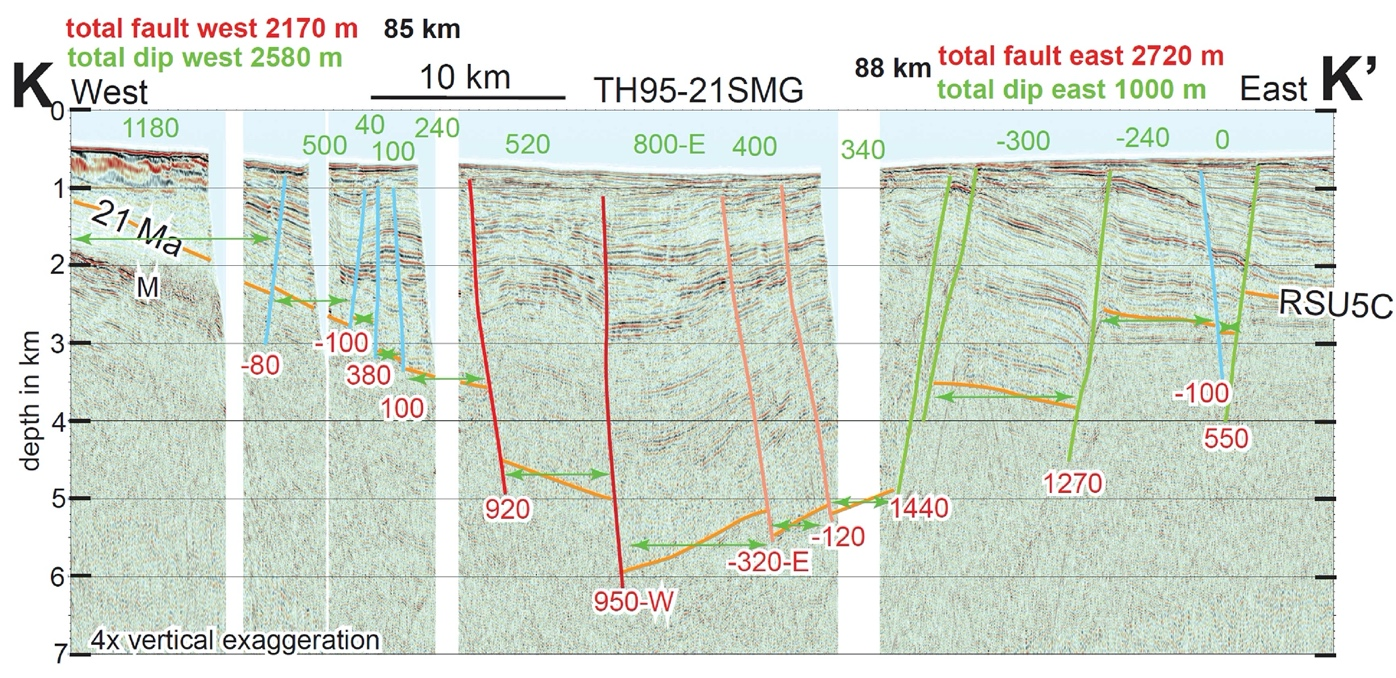 total fault west 2170 m 85 km
total dip west 2580 m
88 km total fault east 2720 m
total dip east 1000 m
K West
10 km
TH95-21SMG
East K’
0
1180
500
40
100
240
520
800-E
400
340
-300
-240
0
1
21 Ma
2
M
RSU5C
3
-80
-100
380
100
-100
4
550
5
920
1270
1440
-120
-320-E
6
950-W
4x vertical exaggeration
7
depth in km